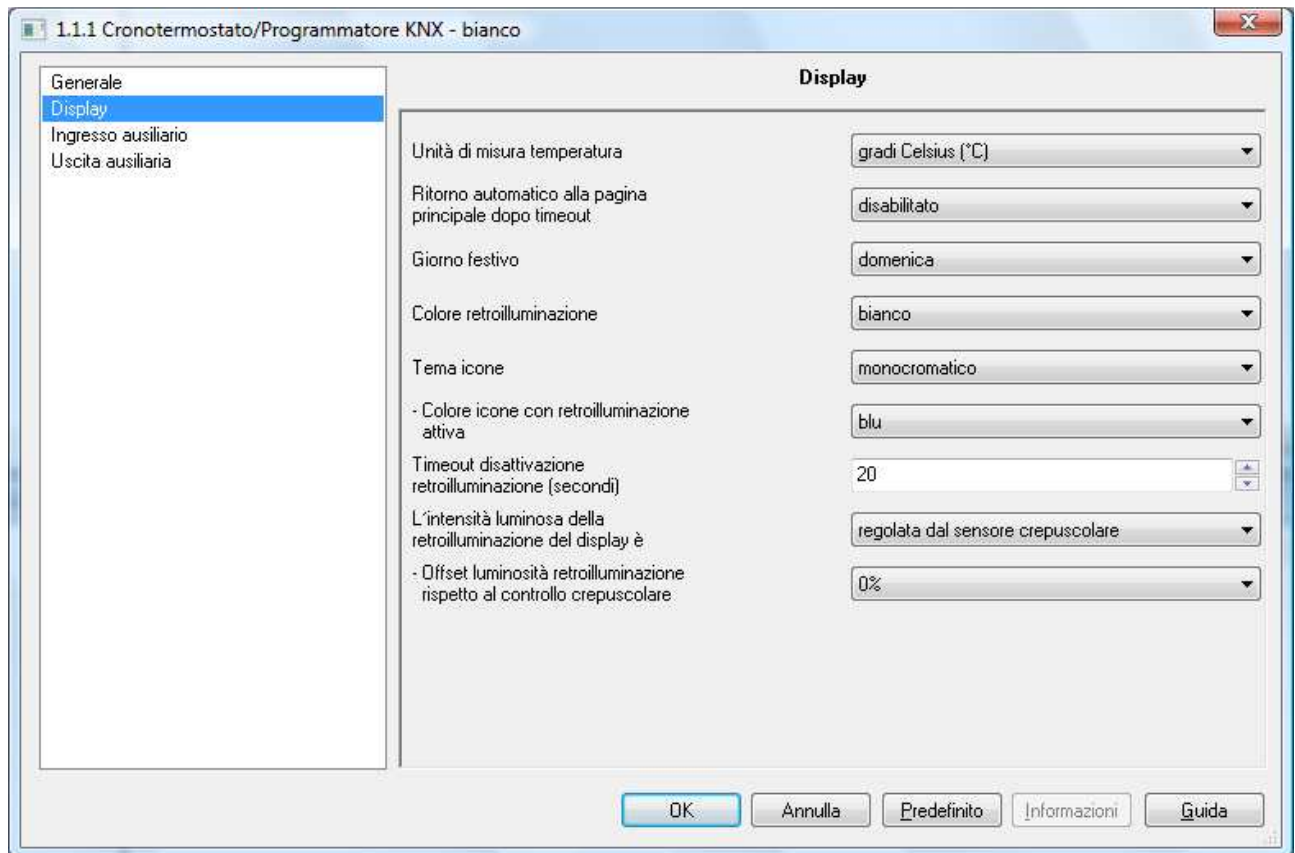 1.1.1 Cronotermostato/Programmatore KNX - bianco
Generale
Display
Ingresso ausiliario
Uscita ausiliaria
Display
Unità di misura temperatura
gradi Celsius (°C)
Ritorno automatico alla pagina
principale dopo timeout
disabilitato
Giorno festivo
domenica
Colore retroilluminazione
bianco
Tema icone
monocromatico
- Colore icone con retroilluminazione
attiva
blu
Timeout disattivazione
retroilluminazione (secondi)
20
L'intensità luminosa della
retroilluminazione del display è
regolata dal sensore crepuscolare
- Offset luminosità retroilluminazione
rispetto al controllo crepuscolare
0%
OK
Annulla
Predefinito
Informazioni
Guida